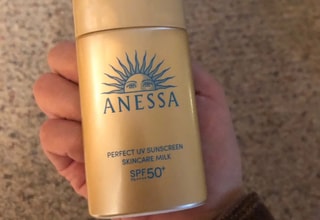 ANESSA
PERFECT UV SUNSCREEN
SKINCARE MILK
SPF50+